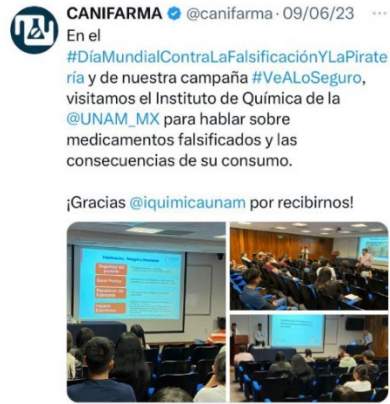 CANIFARMA @canifarma · 09/06/23 ...
En el
#DíaMundialContraLaFalsificaciónYLaPirate
ría y de nuestra campaña #VeALoSeguro,
visitamos el Instituto de Química de la
@UNAM_MX para hablar sobre
medicamentos falsificados y las
consecuencias de su consumo.
¡Gracias @iquimicaunam por recibirnos!